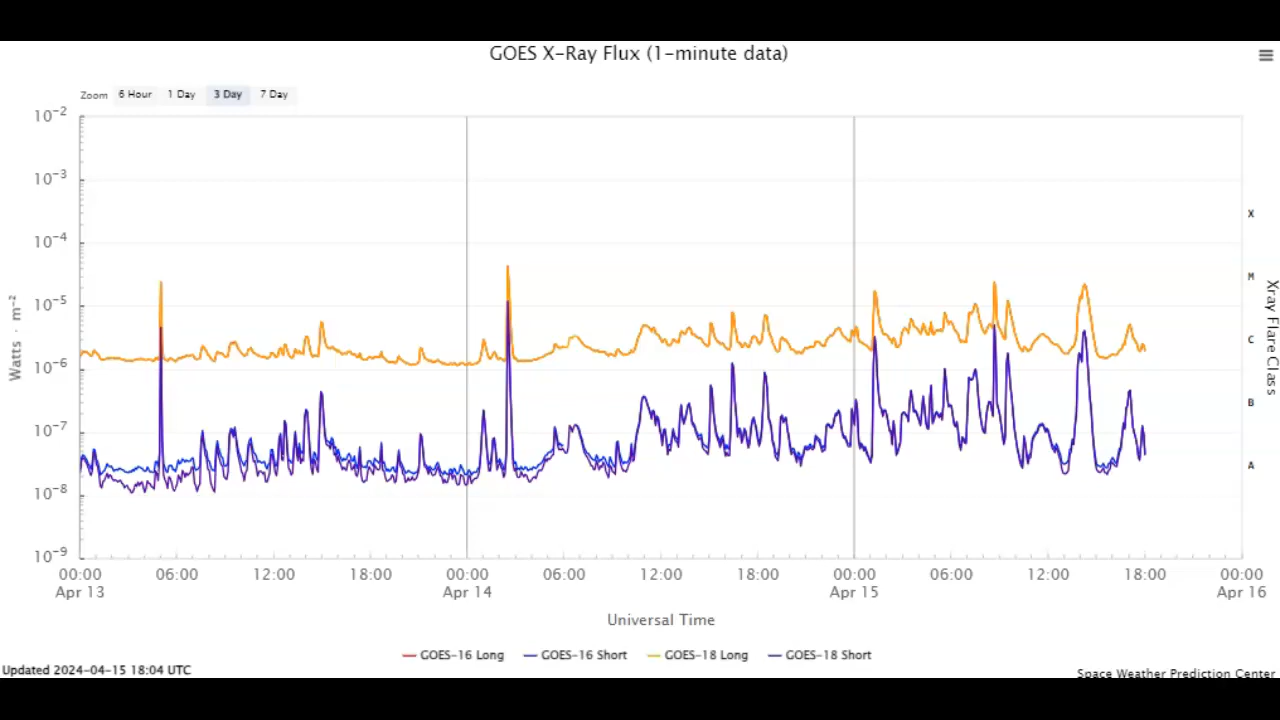 GOES X-Ray Flux (1-minute data)
Zoom 6 Hour 1 Day 3 Day 7 Day
10⁻²
10⁻³
10⁻⁴
10⁻⁵
10⁻⁶
10⁻⁷
10⁻⁸
10⁻⁹
Watts · m⁻²
X
M
C
B
A
Xray Flare Class
00:00 06:00 12:00 18:00 00:00 06:00 12:00 18:00 00:00 06:00 12:00 18:00 00:00
Apr 13 Apr 14 Apr 15 Apr 16
Universal Time
GOES-16 Long GOES-16 Short GOES-18 Long GOES-18 Short
Updated 2024-04-15 18:04 UTC
Space Weather Prediction Center